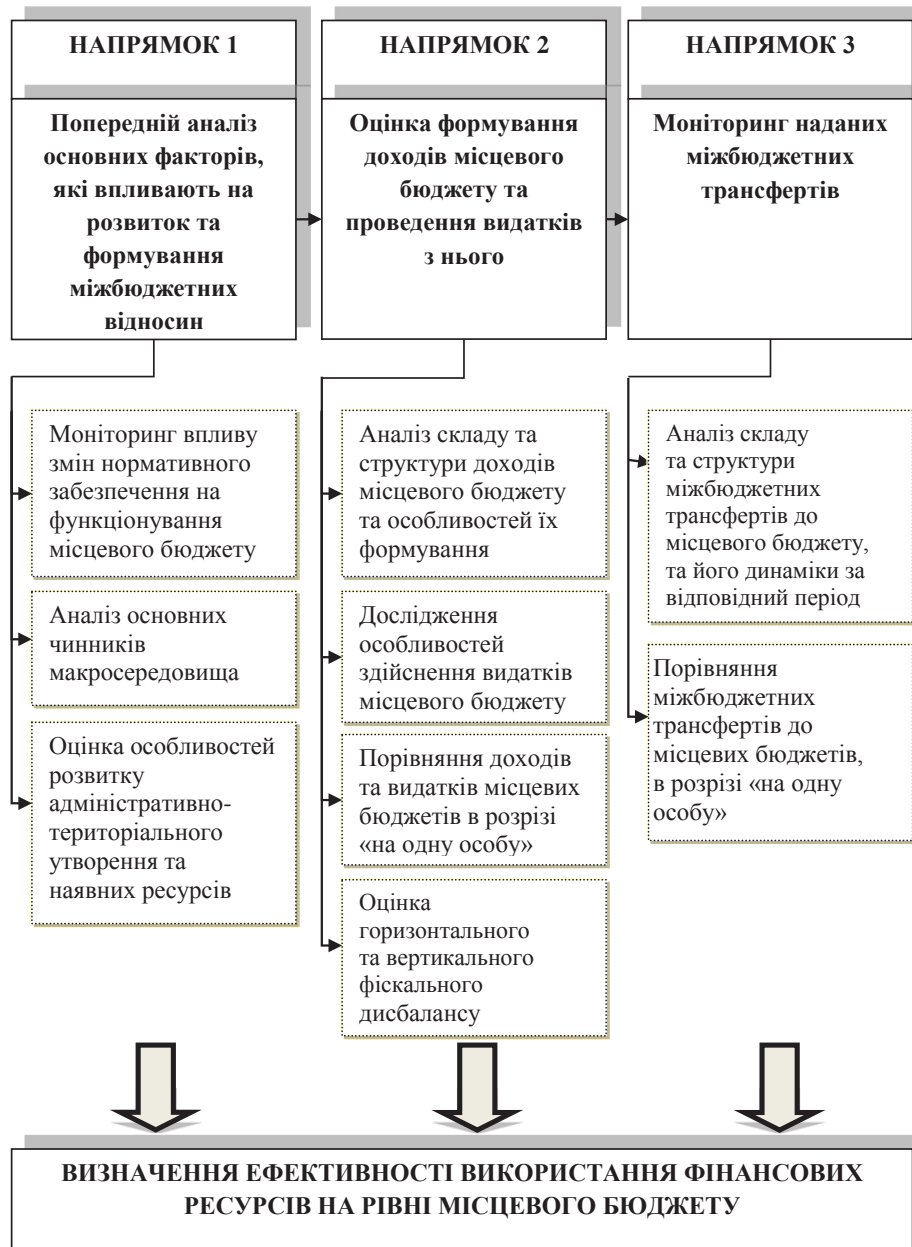 НАПРЯМОК 1
Попередній аналіз
основних факторів,
які впливають на
розвиток та
формування
міжбюджетних
відносин
Моніторинг впливу
змін нормативного
забезпечення на
функціонування
місцевого бюджету
Аналіз основних
чинників
макросередовища
Оцінка особливостей
розвитку
адміністративно-
територіального
утворення та
наявних ресурсів
НАПРЯМОК 2
Оцінка формування
доходів місцевого
бюджету та
проведення видатків
з нього
Аналіз складу та
структури доходів
місцевого бюджету
та особливостей їх
формування
Дослідження
особливостей
здійснення видатків
місцевого бюджету
Порівняння доходів
та видатків місцевих
бюджетів в розрізі
«на одну особу»
Оцінка
горизонтального
та вертикального
фіскального
дисбалансу
НАПРЯМОК 3
Моніторинг наданих
міжбюджетних
трансфертів
Аналіз складу
та структури
міжбюджетних
трансфертів до
місцевого бюджету,
та його динаміки за
відповідний період
Порівняння
міжбюджетних
трансфертів до
місцевих бюджетів,
в розрізі «на одну
особу»
ВИЗНАЧЕННЯ ЕФЕКТИВНОСТІ ВИКОРИСТАННЯ ФІНАНСОВИХ
РЕСУРСІВ НА РІВНІ МІСЦЕВОГО БЮДЖЕТУ